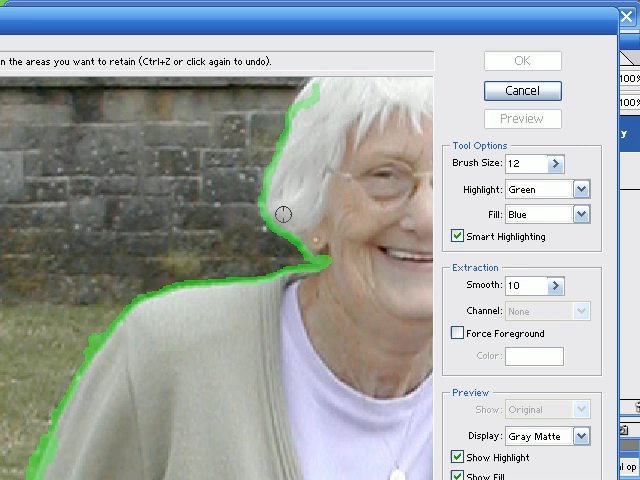 n the areas you want to retain (Ctrl+Z or click again to undo).
OK
Cancel
Preview
Tool Options
Brush Size: 12
Highlight: Green
Fill: Blue
Smart Highlighting
Extraction
Smooth: 10
Channel: None
Force Foreground
Color:
Preview
Show: Original
Display: Gray Matte
Show Highlight
Show Fill
100%
100%
y
al op